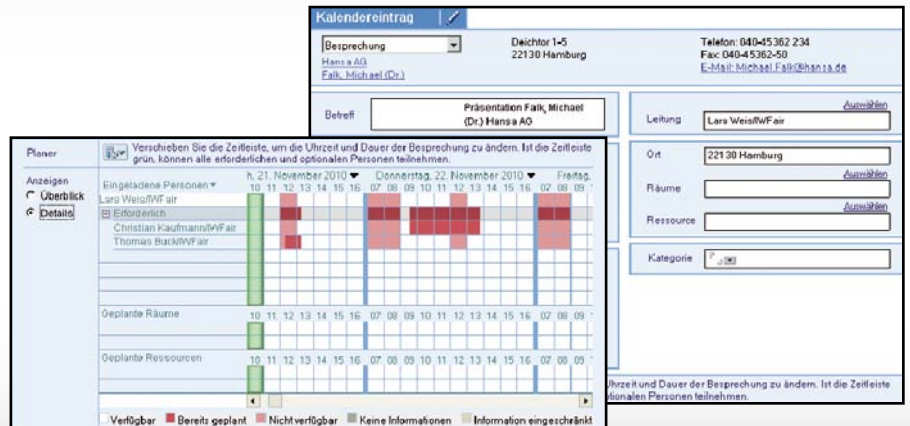 Kalendereintrag
Besprechung
Hansa AG
Falk, Michael (Dr.)
Deichtor 1-5
22130 Hamburg
Telefon: 040-45362 234
Fax: 040-45362-50
E-Mail: Michael.Falk@hansa.de
Betreff
Präsentation Falk, Michael
(Dr.) Hansa AG
Auswählen
Leitung
Lars Weis/IWFair
Ort
22130 Hamburg
Auswählen
Räume
Auswählen
Ressource
Kategorie
Uhrzeit und Dauer der Besprechung zu ändern. Ist die Zeitleiste
optionalen Personen teilnehmen.
Planer
Verschieben Sie die Zeitleiste, um die Uhrzeit und Dauer der Besprechung zu ändern. Ist die Zeitleiste
grün, können alle erforderlichen und optionalen Personen teilnehmen.
Anzeigen
Überblick
Details
Eingeladene Personen
h, 21. November 2010 Donnerstag, 22. November 2010 Freitag,
10 11 12 13 14 15 16 07 08 09 10 11 12 13 14 15 16 07 08 09
Lars Weis/IWFair
Erforderlich
Christian Kaufmann/IWFair
Thomas Buck/IWFair
Geplante Räume 10 11 12 13 14 15 16 07 08 09 10 11 12 13 14 15 16 07 08 09
Geplante Ressourcen 10 11 12 13 14 15 16 07 08 09 10 11 12 13 14 15 16 07 08 09
Verfügbar Bereits geplant Nicht verfügbar Keine Informationen Information eingeschränkt